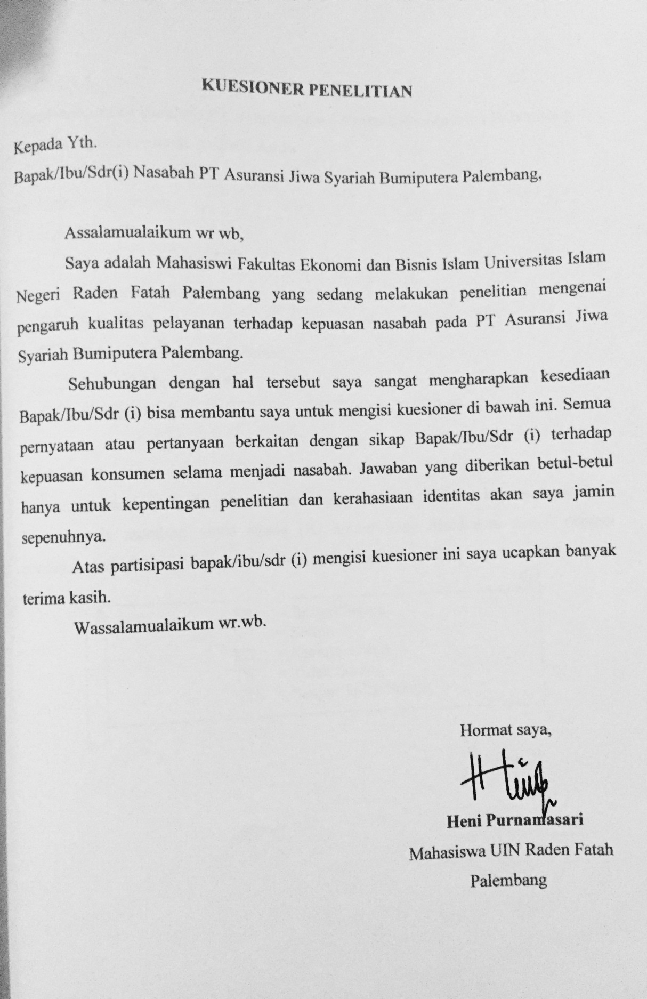 KUESIONER PENELITIAN
Kepada Yth.
Bapak/Ibu/Sdr(i) Nasabah PT Asuransi Jiwa Syariah Bumiputera Palembang,
Assalamualaikum wr wb,
Saya adalah Mahasiswi Fakultas Ekonomi dan Bisnis Islam Universitas Islam
Negeri Raden Fatah Palembang yang sedang melakukan penelitian mengenai
pengaruh kualitas pelayanan terhadap kepuasan nasabah pada PT Asuransi Jiwa
Syariah Bumiputera Palembang.
Sehubungan dengan hal tersebut saya sangat mengharapkan kesediaan
Bapak/Ibu/Sdr (i) bisa membantu saya untuk mengisi kuesioner di bawah ini. Semua
pernyataan atau pertanyaan berkaitan dengan sikap Bapak/Ibu/Sdr (i) terhadap
kepuasan konsumen selama menjadi nasabah. Jawaban yang diberikan betul-betul
hanya untuk kepentingan penelitian dan kerahasiaan identitas akan saya jamin
sepenuhnya.
Atas partisipasi bapak/ibu/sdr (i) mengisi kuesioner ini saya ucapkan banyak
terima kasih.
Wassalamualaikum wr.wb.
Hormat saya,
Heni Purnamasari
Mahasiswa UIN Raden Fatah
Palembang